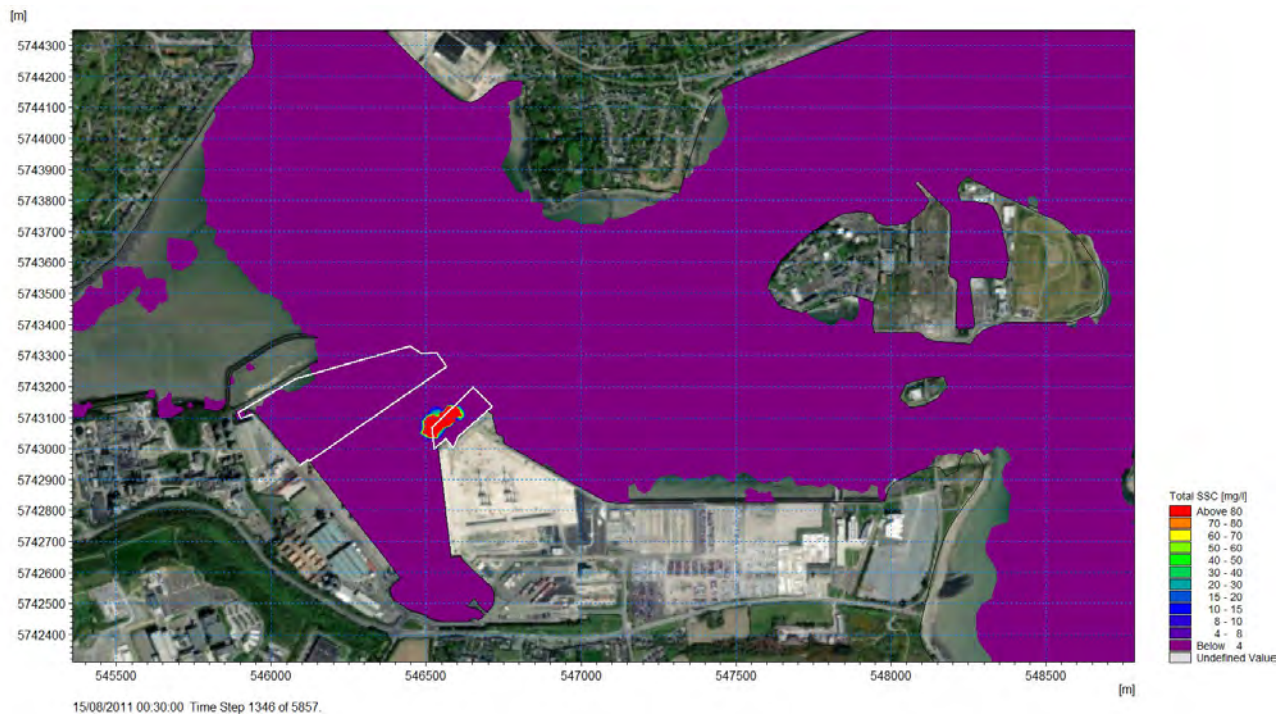 [m]
5744300
5744200
5744100
5744000
5743900
5743800
5743700
5743600
5743500
5743400
5743300
5743200
5743100
5743000
5742900
5742800
5742700
5742600
5742500
5742400
545500 546000 546500 547000 547500 548000 548500
[m]
15/08/2011 00:30:00 Time Step 1346 of 5857.
Total SSC [mg/l]
Above 80
70 - 80
60 - 70
50 - 60
40 - 50
30 - 40
20 - 30
15 - 20
10 - 15
8 - 10
4 - 8
Below 4
Undefined Value